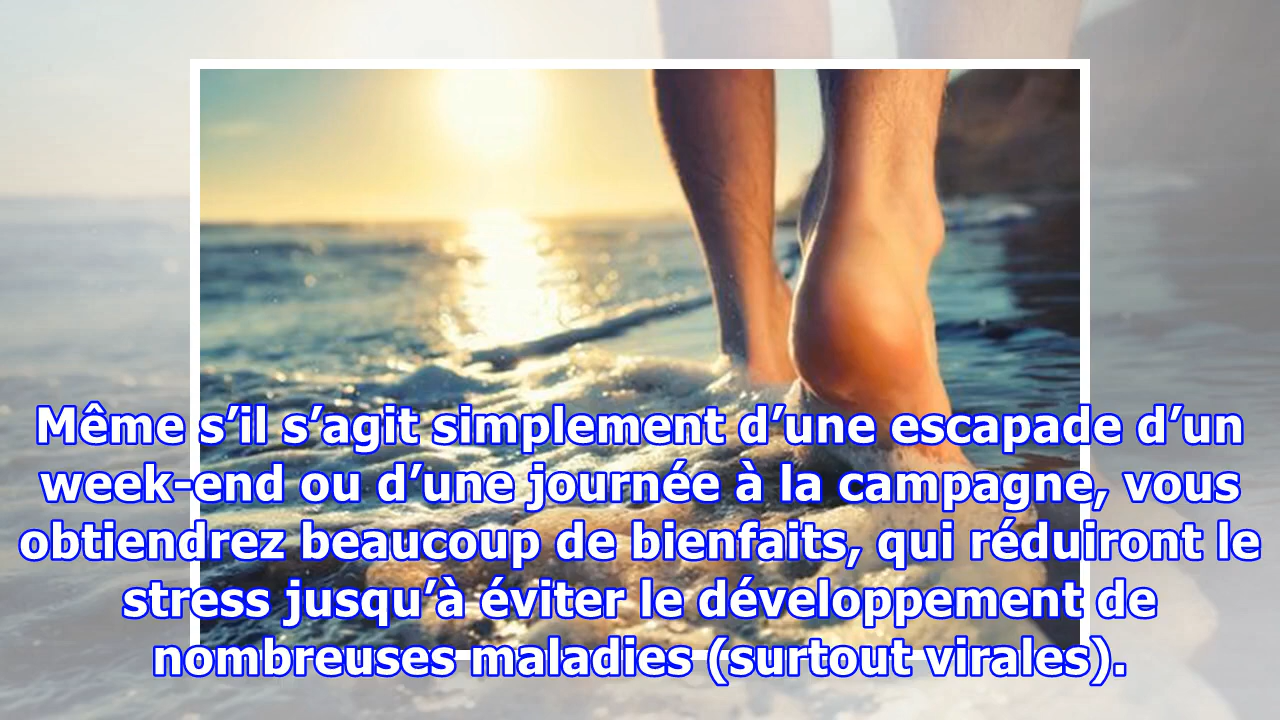 Même s’il s’agit simplement d’une escapade d’un
week-end ou d’une journée à la campagne, vous
obtiendrez beaucoup de bienfaits, qui réduiront le
stress jusqu’à éviter le développement de
nombreuses maladies (surtout virales).